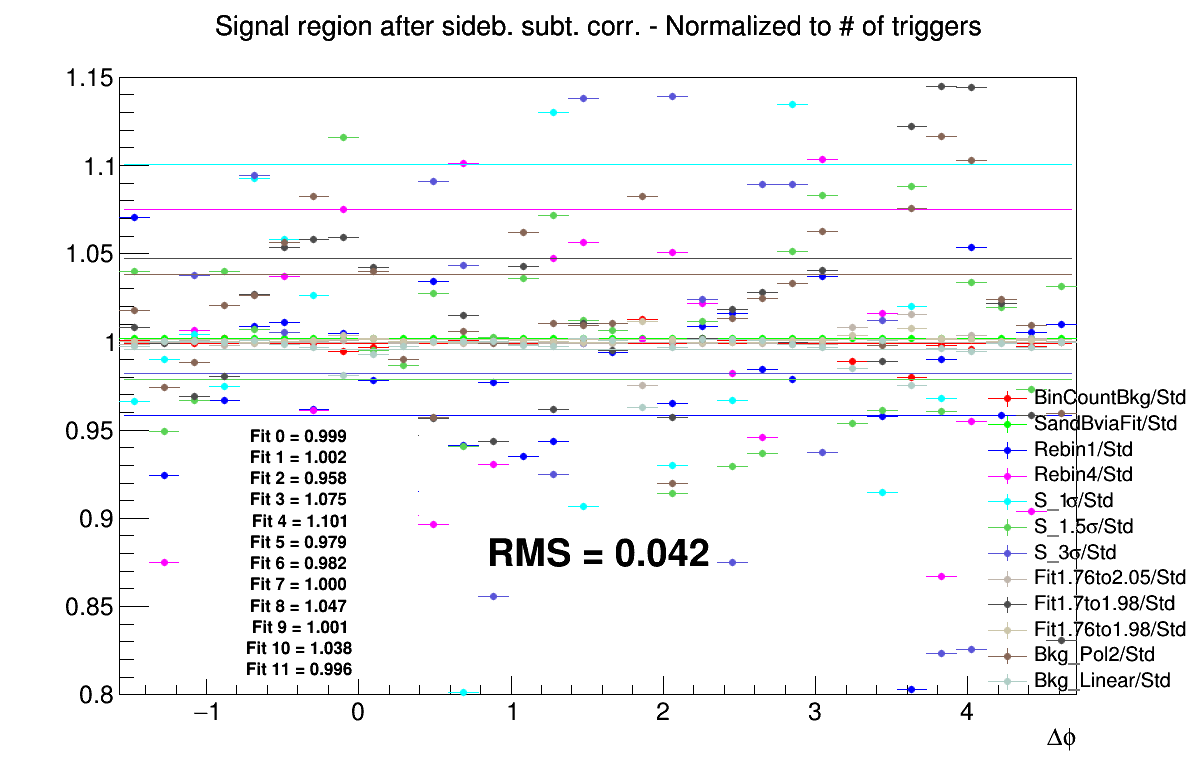 Signal region after sideb. subt. corr. - Normalized to # of triggers
1.15
1.1
1.05
1
0.95
0.9
0.85
0.8
Fit 0 = 0.999
Fit 1 = 1.002
Fit 2 = 0.958
Fit 3 = 1.075
Fit 4 = 1.101
Fit 5 = 0.979
Fit 6 = 0.982
Fit 7 = 1.000
Fit 8 = 1.047
Fit 9 = 1.001
Fit 10 = 1.038
Fit 11 = 0.996
RMS = 0.042
BinCountBkg/Std
SandBviaFit/Std
Rebin1/Std
Rebin4/Std
S_1σ/Std
S_1.5σ/Std
S_3σ/Std
Fit1.76to2.05/Std
Fit1.7to1.98/Std
Fit1.76to1.98/Std
Bkg_Pol2/Std
Bkg_Linear/Std
−1 0 1 2 3 4
Δϕ